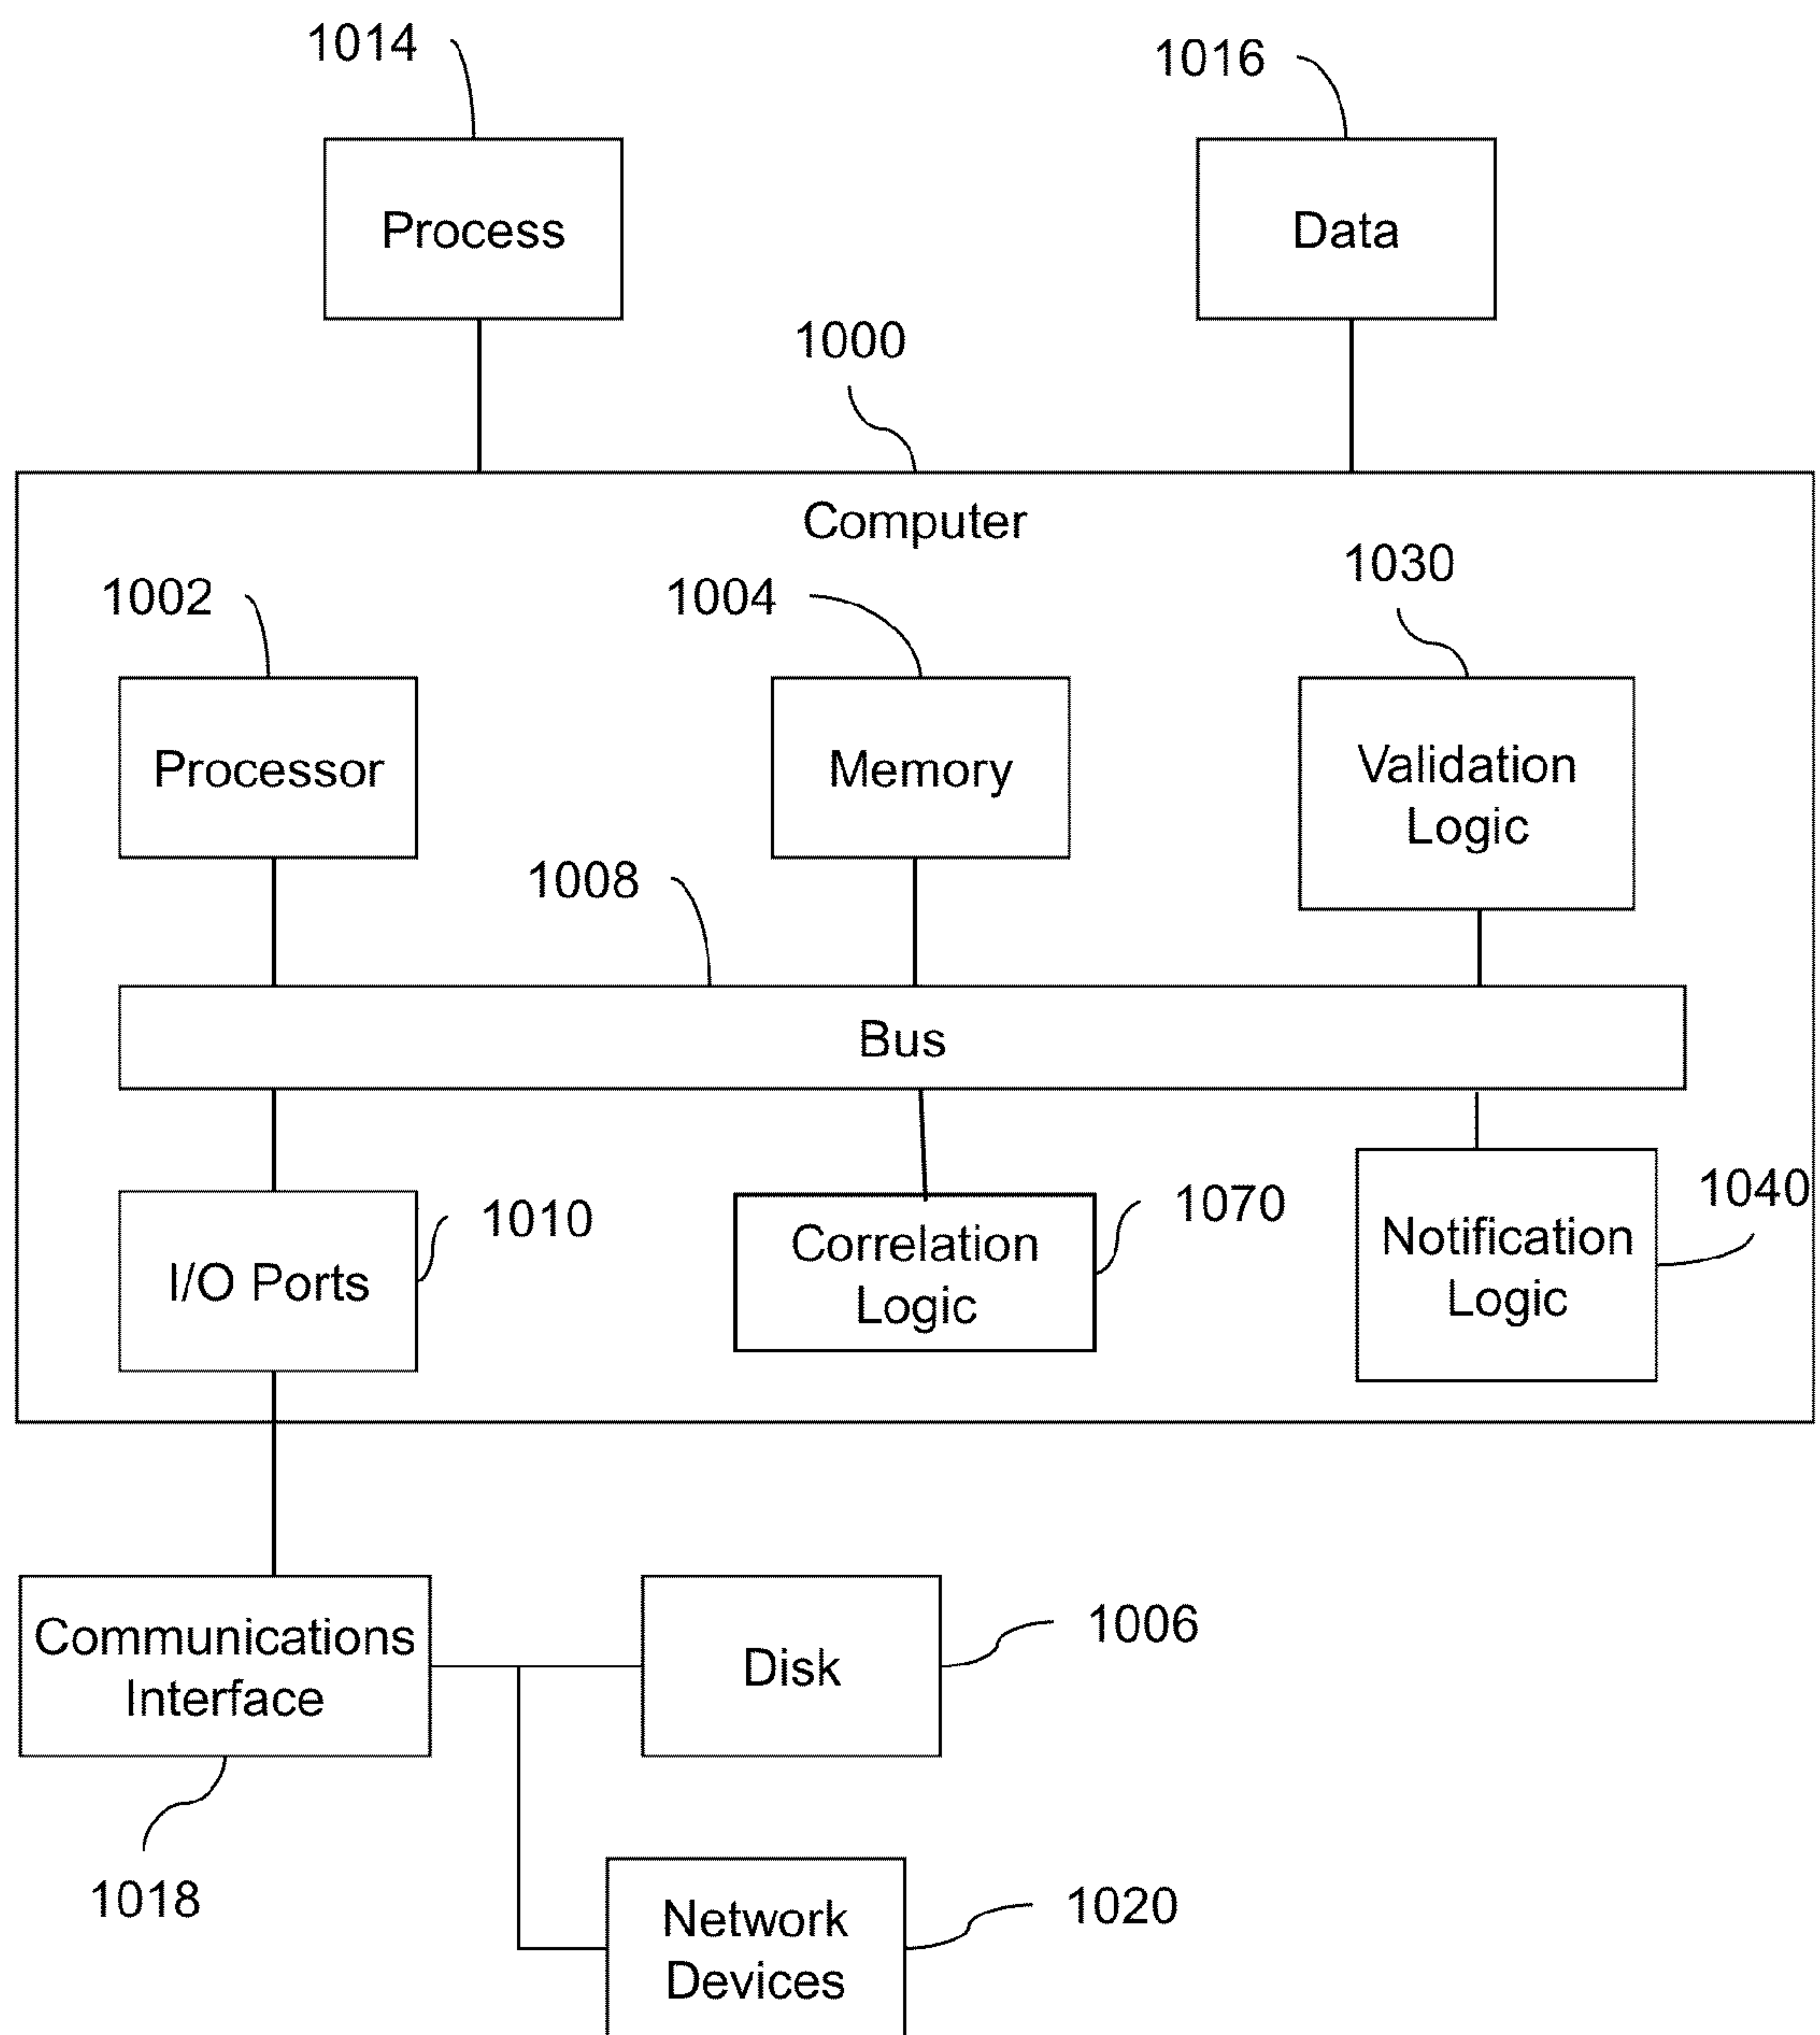 1014
1016
Process
Data
1000
Computer
1002
1004
1030
Processor
Memory
Validation
Logic
1008
Bus
I/O Ports
1010
Correlation
Logic
1070
Notification
Logic
1040
Communications
Interface
Disk
1006
1018
Network
Devices
1020